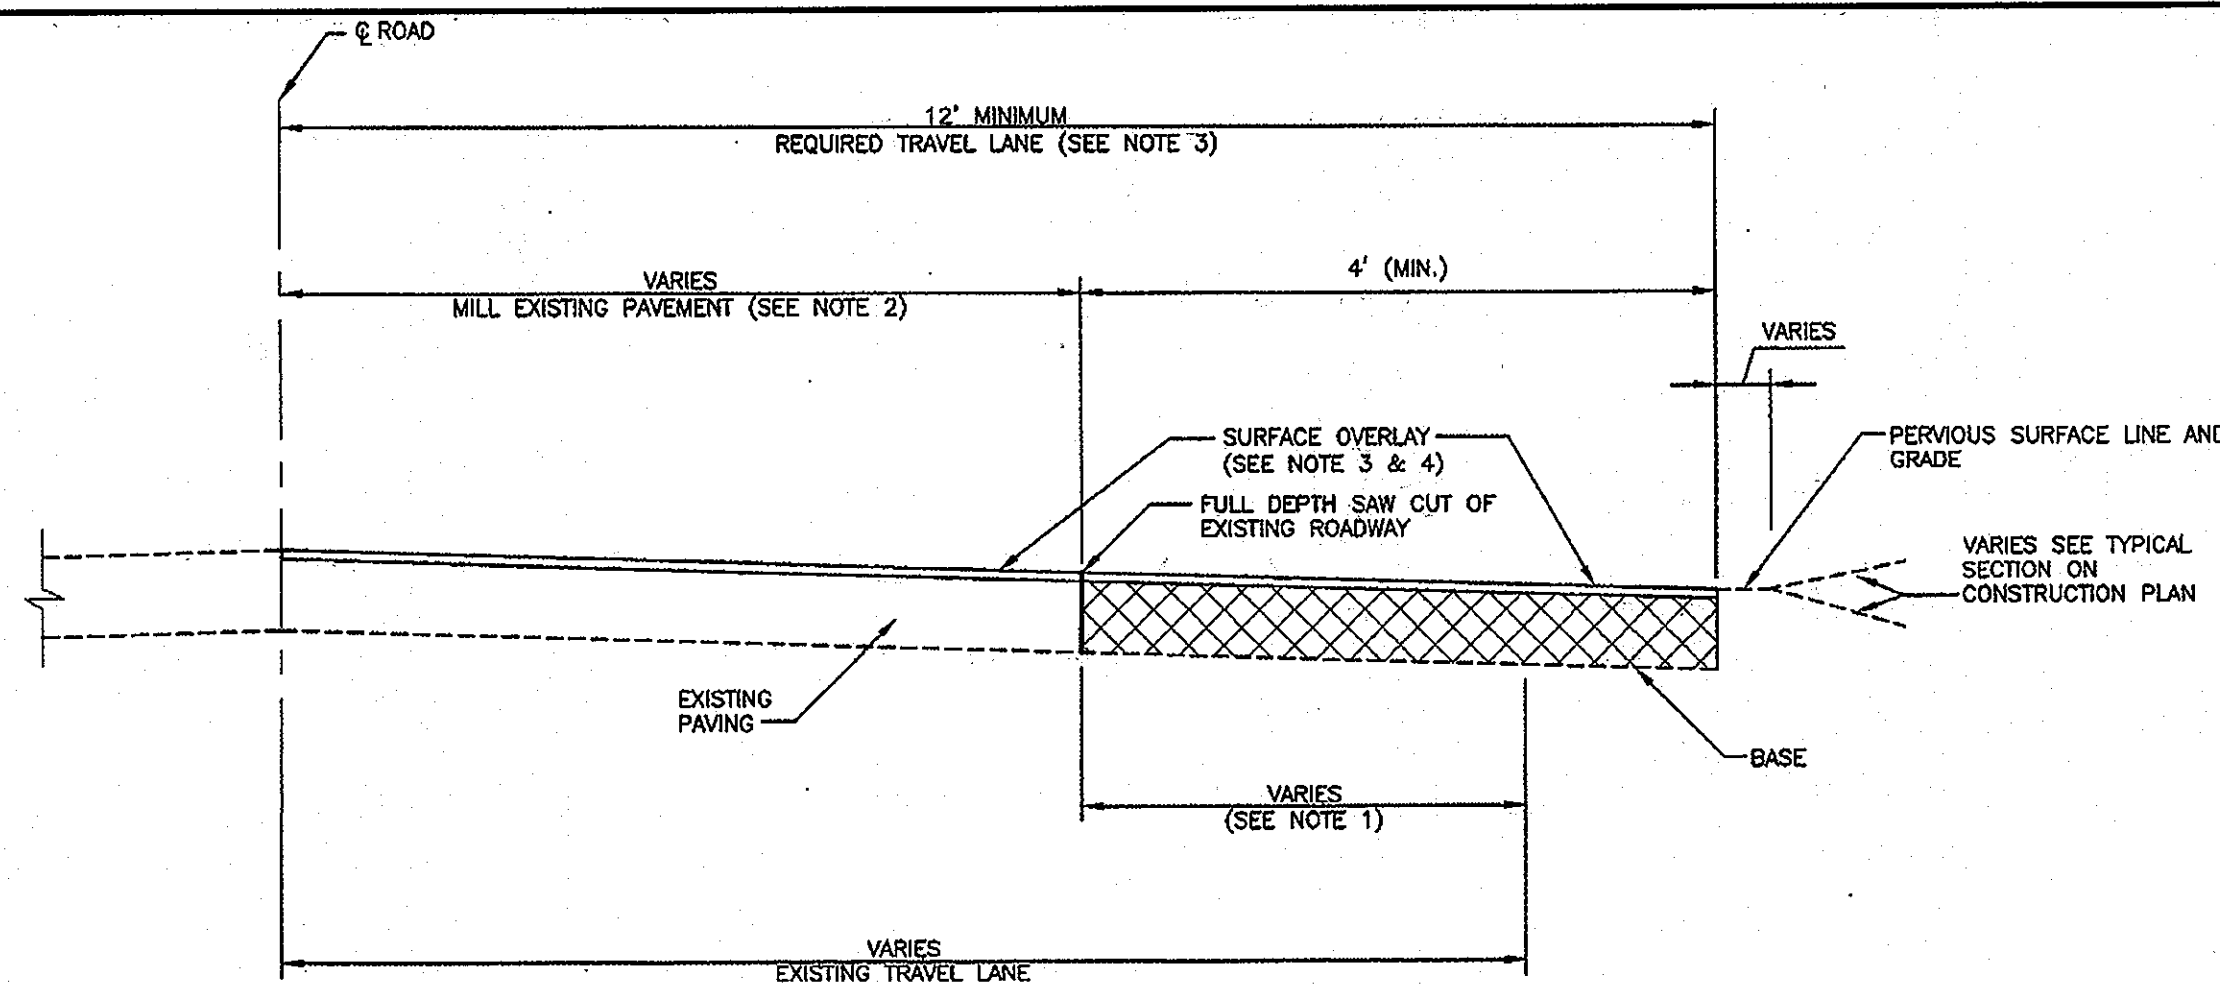 ℄ ROAD
12' MINIMUM
REQUIRED TRAVEL LANE (SEE NOTE 3)
VARIES
MILL EXISTING PAVEMENT (SEE NOTE 2)
4' (MIN.)
VARIES
SURFACE OVERLAY
(SEE NOTE 3 & 4)
PERVIOUS SURFACE LINE AND
GRADE
FULL DEPTH SAW CUT OF
EXISTING ROADWAY
VARIES SEE TYPICAL
SECTION ON
CONSTRUCTION PLAN
EXISTING
PAVING
BASE
VARIES
(SEE NOTE 1)
VARIES
EXISTING TRAVEL LANE